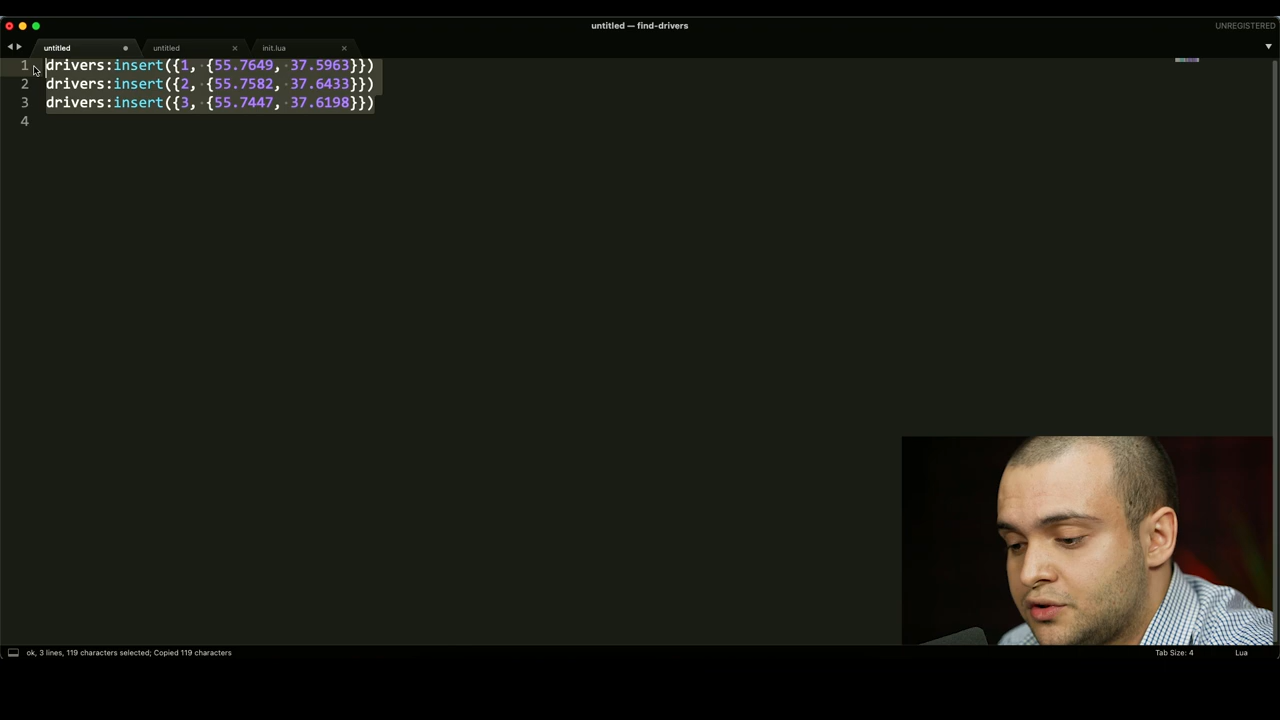 untitled — find-drivers
UNREGISTERED
untitled
untitled
init.lua
1 drivers:insert({1, {55.7649, 37.5963}})
2 drivers:insert({2, {55.7582, 37.6433}})
3 drivers:insert({3, {55.7447, 37.6198}})
4
ok, 3 lines, 119 characters selected; Copied 119 characters
Tab Size: 4
Lua